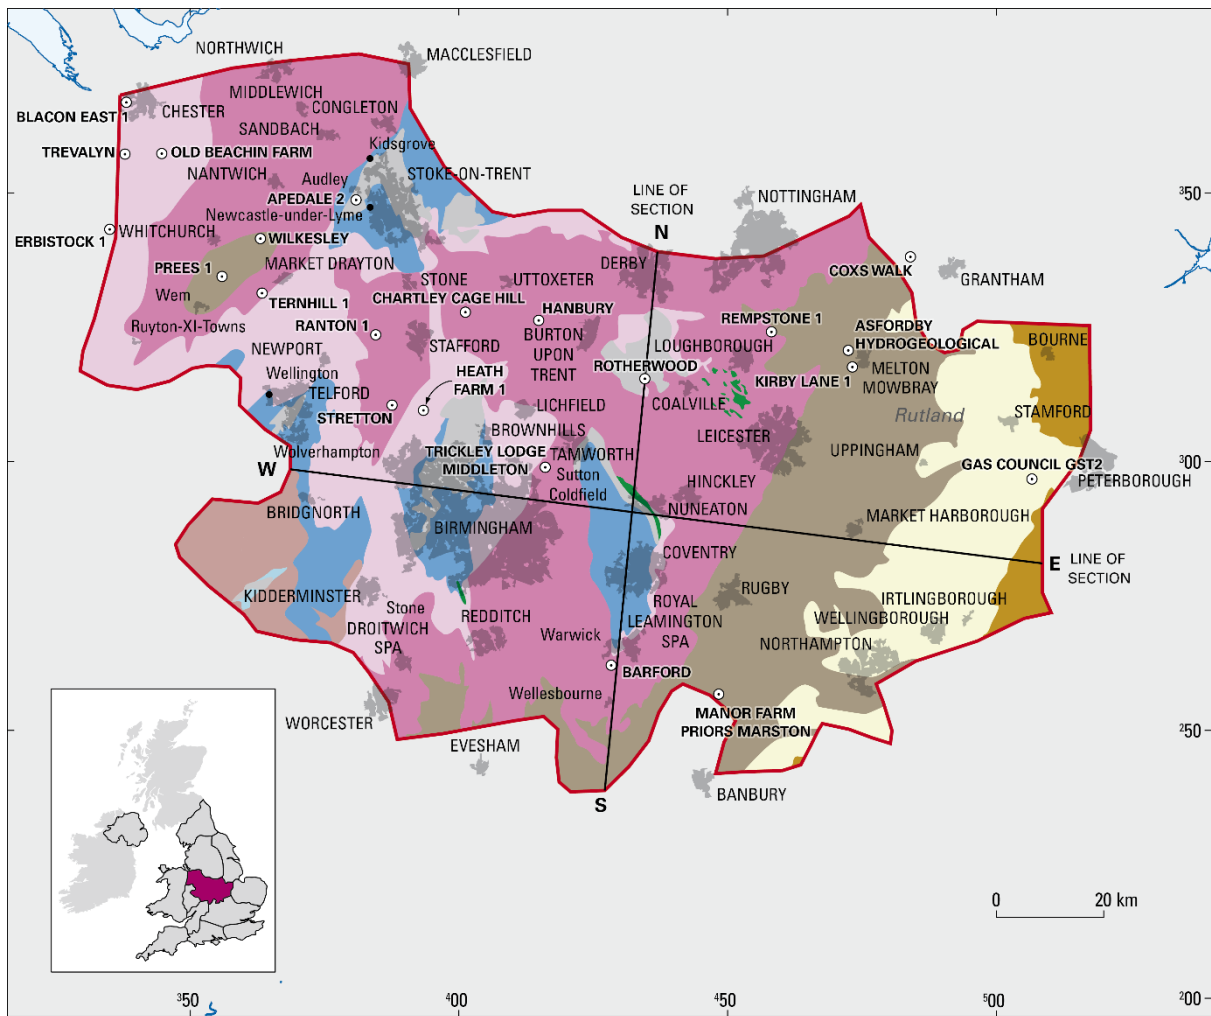 NORTHWICH
MACCLESFIELD
MIDDLEWICH
BLACON EAST 1
CHESTER
CONGLETON
SANDBACH
TREVALYN
OLD BEACHIN FARM
Kidsgrove
NANTWICH
Audley
STOKE-ON-TRENT
APEDALE 2
LINE OF
SECTION
NOTTINGHAM
³50
Newcastle-under-Lyme
N
ERBISTOCK 1
WHITCHURCH
WILKESLEY
PREES 1
MARKET DRAYTON
STONE
UTTOXETER
DERBY
COXS WALK
GRANTHAM
Wem
TERNHILL 1
CHARTLEY CAGE HILL
HANBURY
REMPSTONE 1
ASFORDBY
HYDROGEOLOGICAL
Ruyton-XI-Towns
RANTON 1
STAFFORD
BURTON
UPON
TRENT
LOUGHBOROUGH
BOURNE
NEWPORT
HEATH
FARM 1
ROTHERWOOD
KIRBY LANE 1
MELTON
MOWBRAY
Wellington
TELFORD
LICHFIELD
COALVILLE
Rutland
STAMFORD
STRETTON
BROWNHILLS
LEICESTER
Wolverhampton
TRICKLEY LODGE
MIDDLETON
TAMWORTH
UPPINGHAM
W
Sutton
Coldfield
GAS COUNCIL GST2
³00
PETERBOROUGH
HINCKLEY
NUNEATON
BRIDGNORTH
BIRMINGHAM
MARKET HARBOROUGH
COVENTRY
E
LINE OF
SECTION
KIDDERMINSTER
RUGBY
IRTLINGBOROUGH
Stone
REDDITCH
ROYAL
LEAMINGTON
SPA
WELLINGBOROUGH
DROITWICH
SPA
Warwick
NORTHAMPTON
BARFORD
Wellesbourne
MANOR FARM
PRIORS MARSTON
WORCESTER
EVESHAM
²50
BANBURY
S
0
20 km
³50
⁴00
⁴50
⁵00
²00